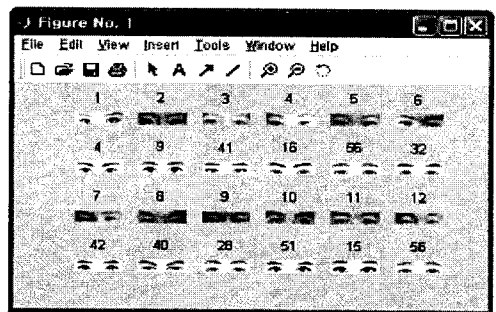 Figure No. 1
File Edit View Insert Tools Window Help
A
1 2 3 4 5 6
4 9 41 16 66 32
7 8 9 10 11 12
42 40 28 51 15 56